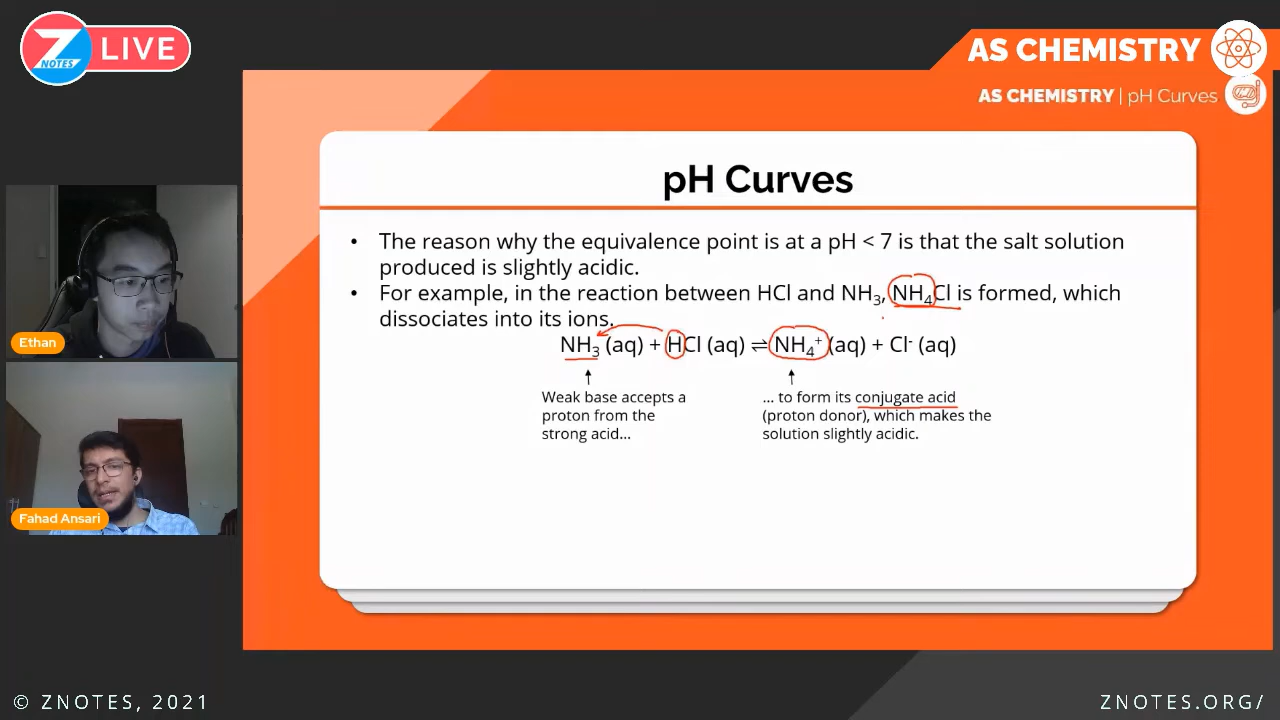 Z
NOTES
LIVE
AS CHEMISTRY
AS CHEMISTRY | pH Curves
pH Curves
• The reason why the equivalence point is at a pH < 7 is that the salt solution
produced is slightly acidic.
• For example, in the reaction between HCl and NH₃, NH₄Cl is formed, which
dissociates into its ions.
NH₃ (aq) + HCl (aq) ⇌ NH₄⁺ (aq) + Cl⁻ (aq)
Weak base accepts a
proton from the
strong acid...
... to form its conjugate acid
(proton donor), which makes the
solution slightly acidic.
Ethan
Fahad Ansari
© ZNOTES, 2021
ZNOTES.ORG/